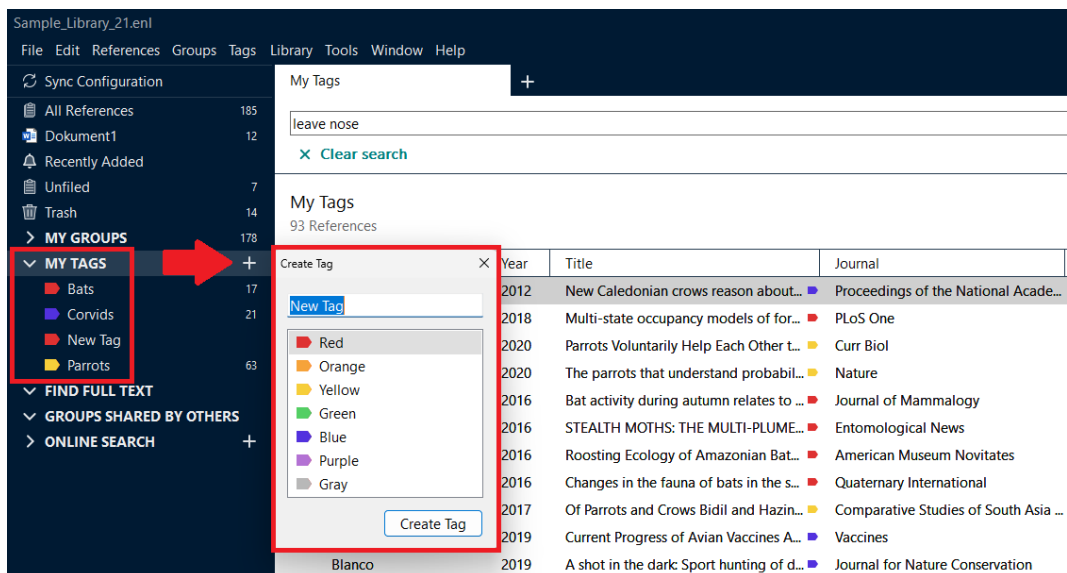 Sample_Library_21.enl
File Edit References Groups Tags Library Tools Window Help
Sync Configuration
All References 185
Dokument1 12
Recently Added
Unfiled 7
Trash 14
MY GROUPS 178
MY TAGS +
Bats 17
Corvids 21
New Tag
Parrots 63
FIND FULL TEXT
GROUPS SHARED BY OTHERS
ONLINE SEARCH +
My Tags +
leave nose
× Clear search
My Tags
93 References
Create Tag ×
New Tag
Red
Orange
Yellow
Green
Blue
Purple
Gray
Create Tag
Year Title Journal
2012 New Caledonian crows reason about... Proceedings of the National Acade...
2018 Multi-state occupancy models of for... PLoS One
2020 Parrots Voluntarily Help Each Other t... Curr Biol
2020 The parrots that understand probabil... Nature
2016 Bat activity during autumn relates to ... Journal of Mammalogy
2016 STEALTH MOTHS: THE MULTI-PLUME... Entomological News
2016 Roosting Ecology of Amazonian Bat... American Museum Novitates
2016 Changes in the fauna of bats in the s... Quaternary International
2017 Of Parrots and Crows Bidil and Hazin... Comparative Studies of South Asia ...
2019 Current Progress of Avian Vaccines A... Vaccines
Blanco 2019 A shot in the dark: Sport hunting of d... Journal for Nature Conservation